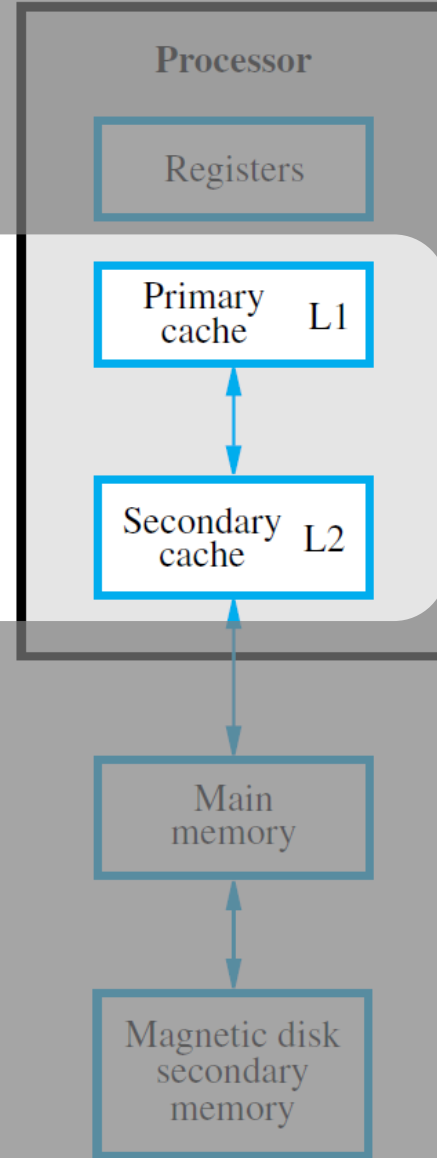 Processor
Registers
Primary
cache
L1
Secondary
cache
L2
Main
memory
Magnetic disk
secondary
memory